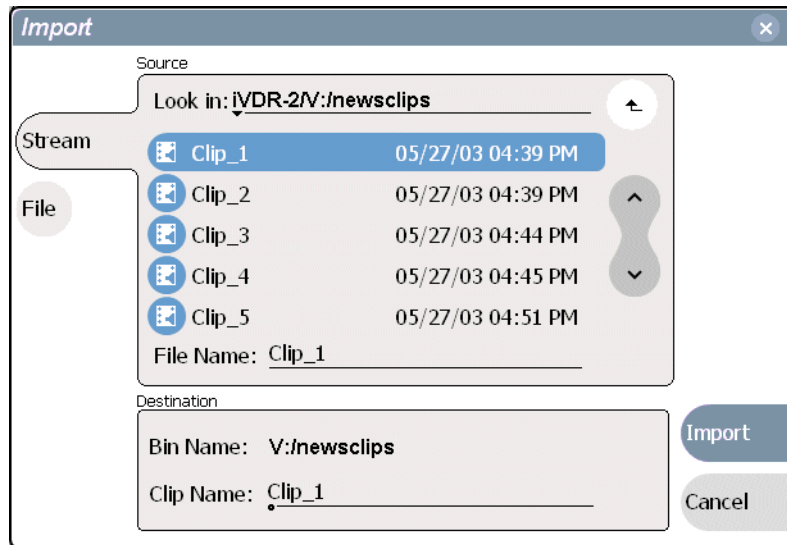 Import
Source
Look in: iVDR-2/V:/newsclips
Stream
Clip_1 05/27/03 04:39 PM
Clip_2 05/27/03 04:39 PM
File
Clip_3 05/27/03 04:44 PM
Clip_4 05/27/03 04:45 PM
Clip_5 05/27/03 04:51 PM
File Name: Clip_1
Destination
Bin Name: V:/newsclips
Import
Clip Name: Clip_1
Cancel